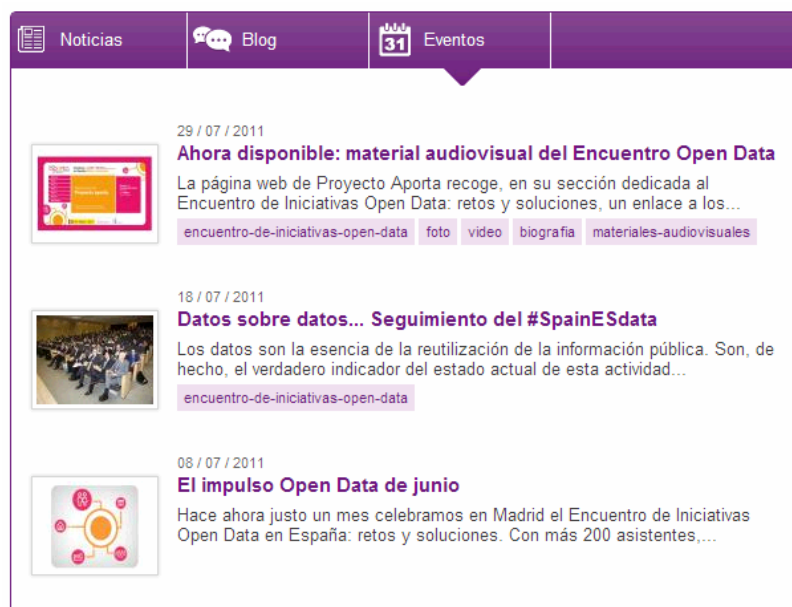 Noticias
Blog
31
Eventos
29 / 07 / 2011
Ahora disponible: material audiovisual del Encuentro Open Data
La página web de Proyecto Aporta recoge, en su sección dedicada al
Encuentro de Iniciativas Open Data: retos y soluciones, un enlace a los...
encuentro-de-iniciativas-open-data foto video biografia materiales-audiovisuales
18 / 07 / 2011
Datos sobre datos... Seguimiento del #SpainESdata
Los datos son la esencia de la reutilización de la información pública. Son, de
hecho, el verdadero indicador del estado actual de esta actividad...
encuentro-de-iniciativas-open-data
08 / 07 / 2011
El impulso Open Data de junio
Hace ahora justo un mes celebramos en Madrid el Encuentro de Iniciativas
Open Data en España: retos y soluciones. Con más 200 asistentes,...